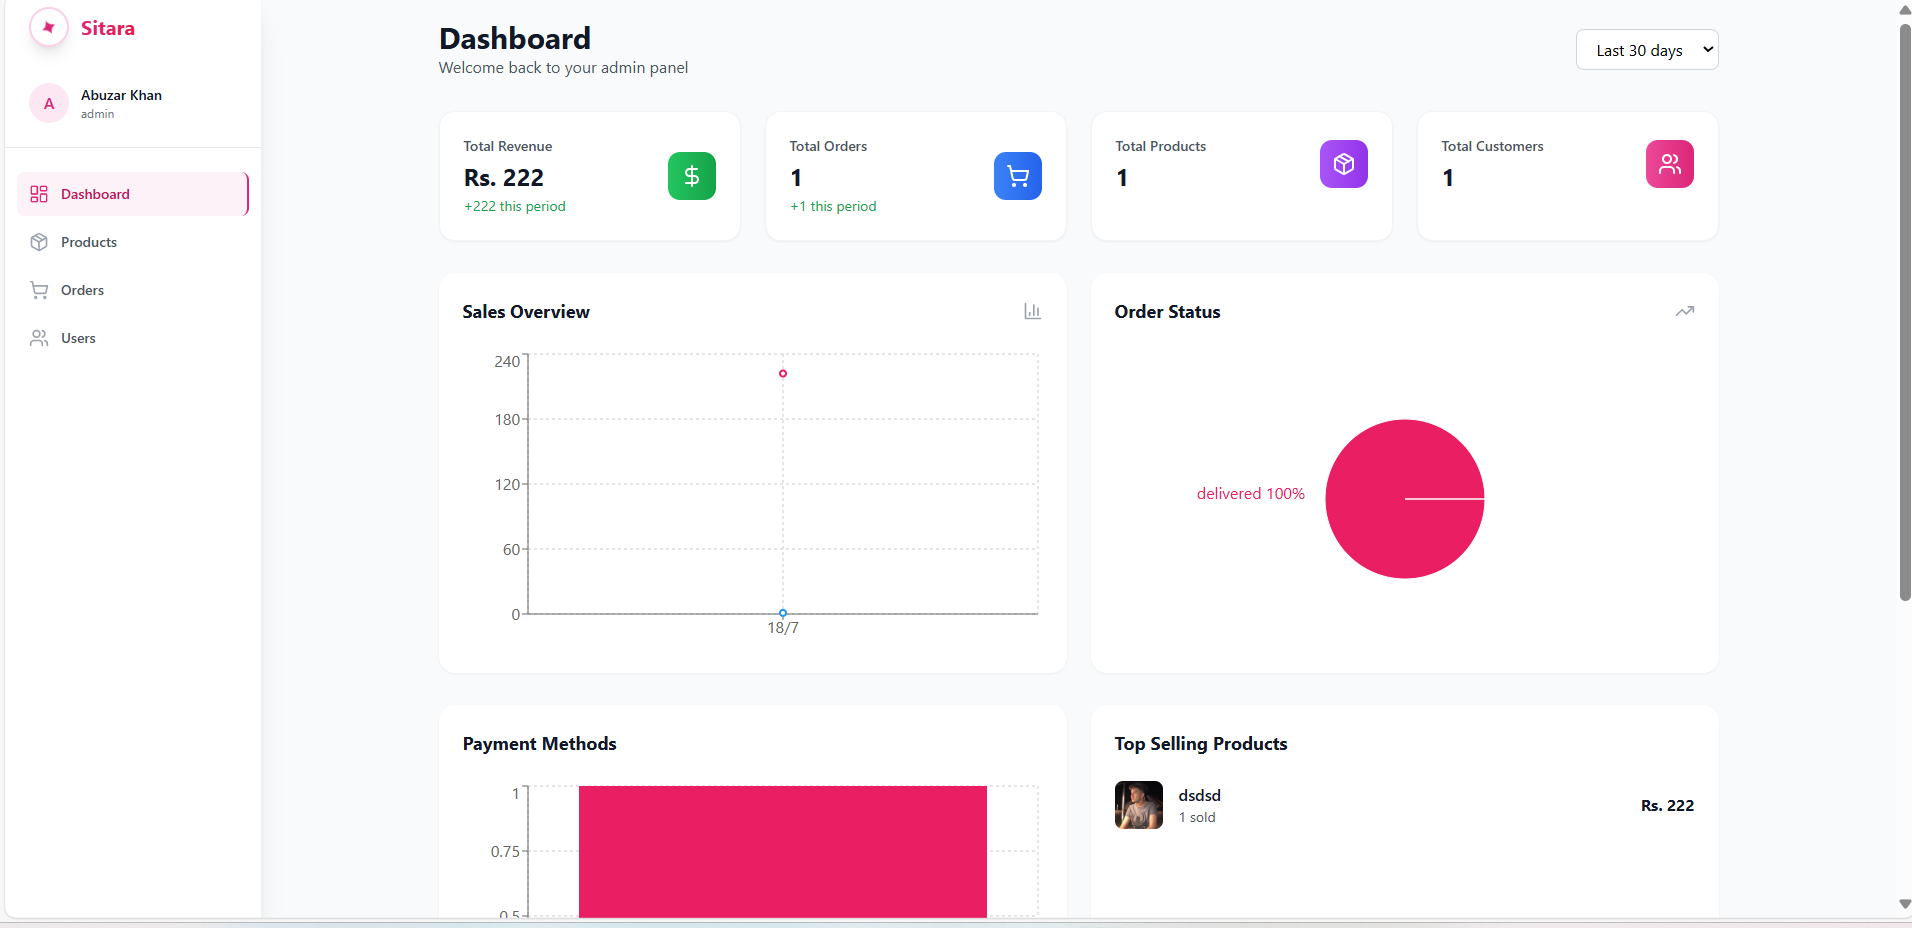 Sitara
A
Abuzar Khan
admin
Dashboard
Products
Orders
Users
Dashboard
Welcome back to your admin panel
Last 30 days
Total Revenue
Rs. 222
+222 this period
Total Orders
1
+1 this period
Total Products
1
Total Customers
1
Sales Overview
240
180
120
60
0
18/7
Order Status
delivered 100%
Payment Methods
1
0.75
0.5
Top Selling Products
dsdsd
1 sold
Rs. 222